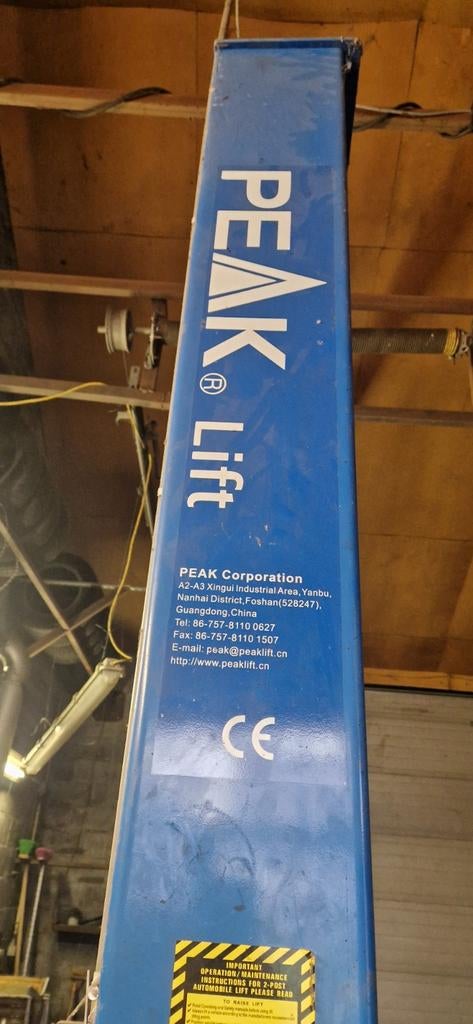 PEAK® Lift
PEAK Corporation
A2-A3 Xingui Industrial Area, Yanbu,
Nanhai District, Foshan(528247),
Guangdong, China
Tel: 86-757-8110 0627
Fax: 86-757-8110 1507
E-mail: peak@peaklift.cn
http://www.peaklift.cn
CE
IMPORTANT
OPERATION/MAINTENANCE
INSTRUCTIONS FOR 2-POST
AUTOMOBILE LIFT PLEASE READ
TO RAISE LIFT